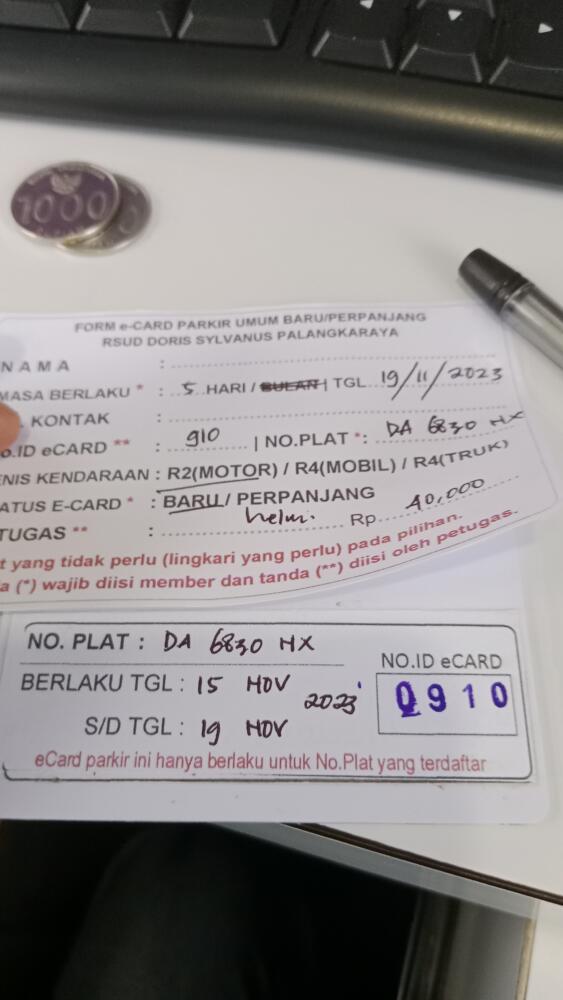 1000
FORM e-CARD PARKIR UMUM BARU/PERPANJANG
RSUD DORIS SYLVANUS PALANGKARAYA
NAMA :
MASA BERLAKU * : 5 HARI / BULAN | TGL 19/11/2023
KONTAK :
.ID eCARD ** : 910 | NO.PLAT *: DA 6830 HX
ENIS KENDARAAN : R2(MOTOR) / R4(MOBIL) / R4(TRUK)
ATUS E-CARD * : BARU / PERPANJANG
TUGAS ** : helmi. Rp. 40,000
t yang tidak perlu (lingkari yang perlu) pada pilihan.
a (*) wajib diisi member dan tanda (**) diisi oleh petugas.
NO. PLAT : DA 6830 HX
NO.ID eCARD
BERLAKU TGL : 15 NOV 2023
0910
S/D TGL : 19 NOV
eCard parkir ini hanya berlaku untuk No.Plat yang terdaftar